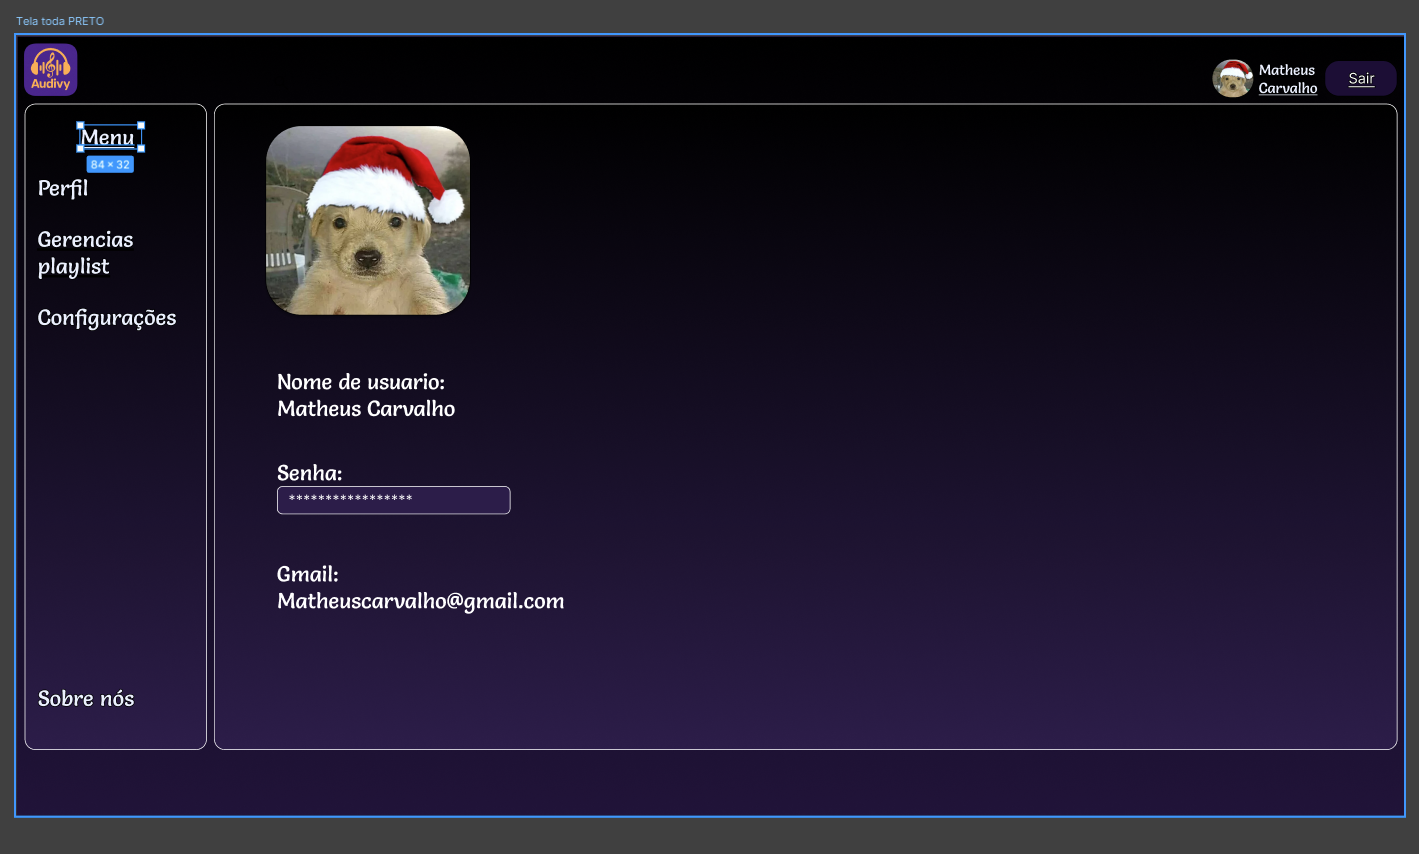 Tela toda PRETO
Audivy
Matheus
Carvalho
Sair
Menu
84 × 32
Perfil
Gerencias
playlist
Configurações
Nome de usuario:
Matheus Carvalho
Senha:
*****************
Gmail:
Matheuscarvalho@gmail.com
Sobre nós